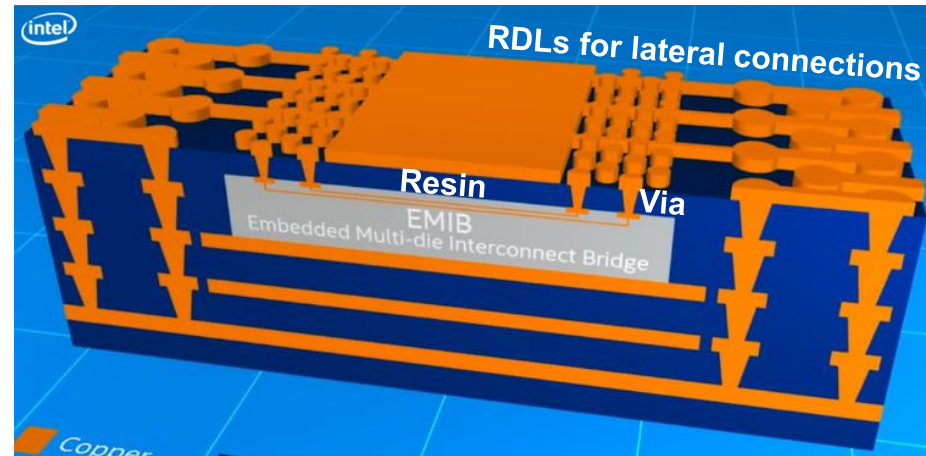 intel
RDLs for lateral connections
Resin
Via
EMIB
Embedded Multi-die Interconnect Bridge
Copper